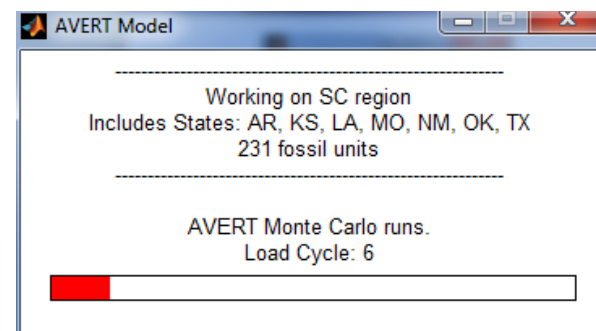 AVERT Model
------------------------------------------------------------
Working on SC region
Includes States: AR, KS, LA, MO, NM, OK, TX
231 fossil units
------------------------------------------------------------
AVERT Monte Carlo runs.
Load Cycle: 6